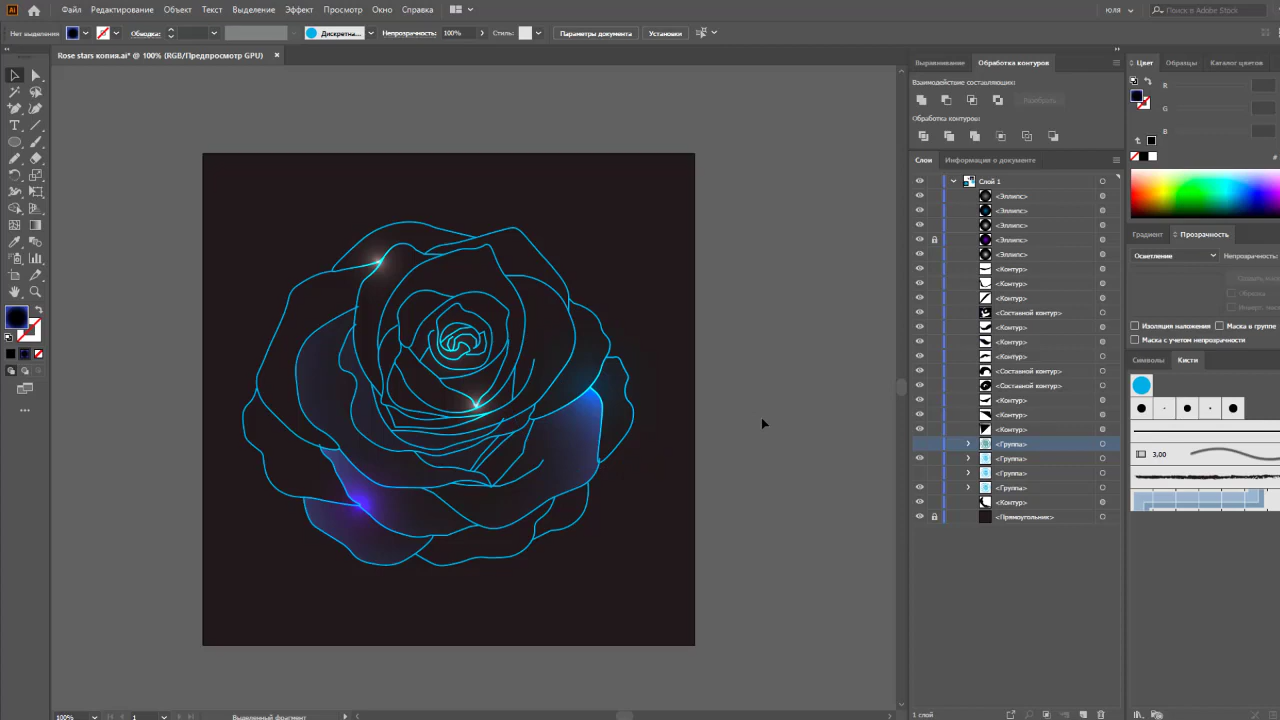 Ai Файл Редактирование Объект Текст Выделение Эффект Просмотр Окно Справка юля Поиск в Adobe Stock
Нет выделения Обводка: Дискретна... Непрозрачность: 100% Стиль: Параметры документа Установки
Rose stars копия.ai* @ 100% (RGB/Предпросмотр GPU)
Выравнивание Обработка контуров Цвет Образцы Каталог цветов
Взаимодействие составляющих:
R
G
B
Разобрать
Обработка контуров:
#
Слои Информация о документе
Слой 1
<Эллипс>
<Эллипс>
<Эллипс>
<Эллипс>
<Эллипс>
<Контур>
<Контур>
<Контур>
<Составной контур>
<Контур>
<Контур>
<Контур>
<Составной контур>
<Составной контур>
<Контур>
<Контур>
<Контур>
<Группа>
<Группа>
<Группа>
<Группа>
<Контур>
<Прямоугольник>
Градиент Прозрачность
Осветление Непрозрачность:
Изоляция наложения Маска в группе
Маска с учетом непрозрачности
Символы Кисти
3,00
100% 1 Выделенный фрагмент
1 слой